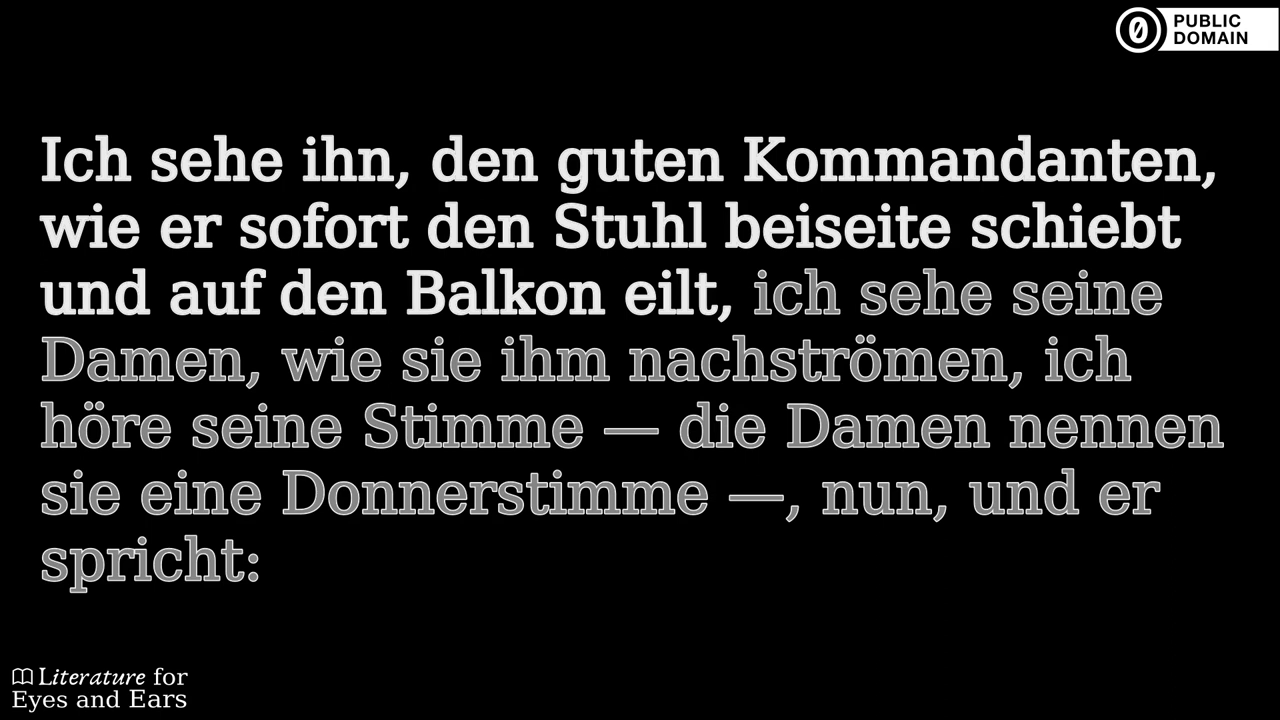 PUBLIC
DOMAIN
Ich sehe ihn, den guten Kommandanten,
wie er sofort den Stuhl beiseite schiebt
und auf den Balkon eilt, ich sehe seine
Damen, wie sie ihm nachströmen, ich
höre seine Stimme — die Damen nennen
sie eine Donnerstimme —, nun, und er
spricht:
Literature for
Eyes and Ears